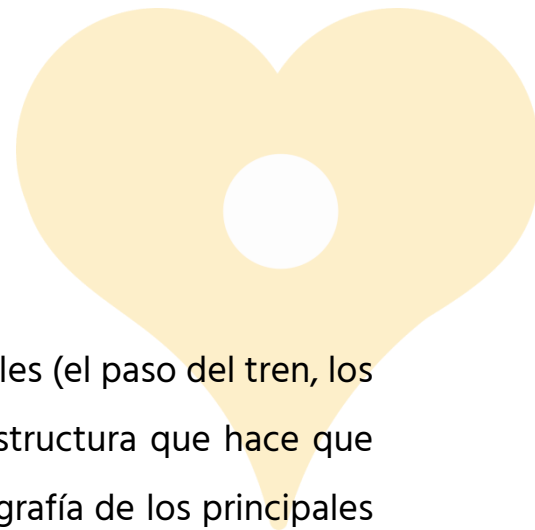 les (el paso del tren, los
structura que hace que
grafía de los principales